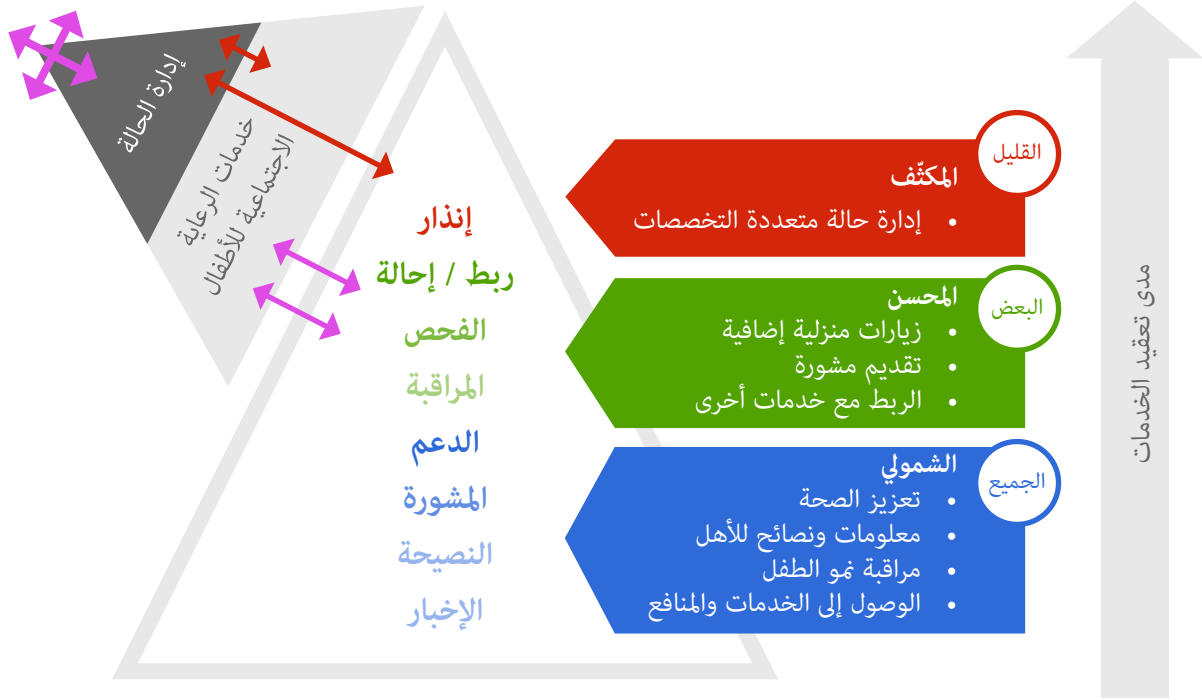 إدارة الحالة
خدمات الرعاية
الاجتماعية للأطفال
إنذار
ربط / إحالة
الفحص
المراقبة
الدعم
المشورة
النصيحة
الإخبار
القليل
المكثّف
• إدارة حالة متعددة التخصصات
البعض
المحسن
• زيارات منزلية إضافية
• تقديم مشورة
• الربط مع خدمات أخرى
الجميع
الشمولي
• تعزيز الصحة
• معلومات ونصائح للأهل
• مراقبة نمو الطفل
• الوصول إلى الخدمات والمنافع
مدى تعقيد الخدمات